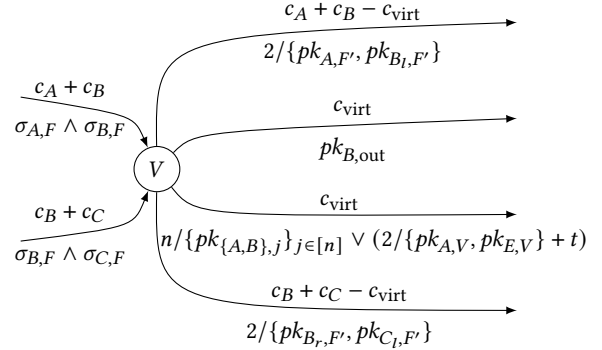 c_A + c_B − c_virt
2/{pk_{A,F′}, pk_{B_l,F′}}
c_A + c_B
σ_{A,F} ∧ σ_{B,F}
c_virt
pk_{B,out}
V
c_B + c_C
σ_{B,F} ∧ σ_{C,F}
c_virt
n/{pk_{{A,B},j}}_{j∈[n]} ∨ (2/{pk_{A,V}, pk_{E,V}} + t)
c_B + c_C − c_virt
2/{pk_{B_r,F′}, pk_{C_l,F′}}